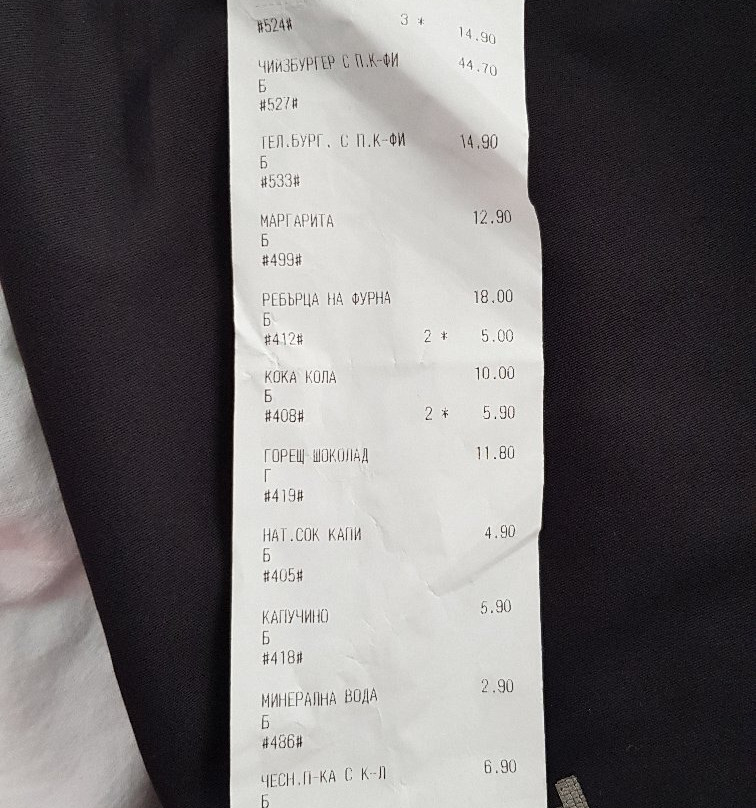 #524# 3 * 14.90
ЧИЙЗБУРГЕР С П.К-ФИ 44.70
Б
#527#
ТЕЛ.БУРГ. С П.К-ФИ 14.90
Б
#533#
МАРГАРИТА 12.90
Б
#499#
РЕБЪРЦА НА ФУРНА 18.00
Б
#412# 2 * 5.00
КОКА КОЛА 10.00
Б
#408# 2 * 5.90
ГОРЕЩ ШОКОЛАД 11.80
Г
#419#
НАТ.СОК КАПИ 4.90
Б
#405#
КАПУЧИНО 5.90
Б
#418#
МИНЕРАЛНА ВОДА 2.90
Б
#486#
ЧЕСН.П-КА С К-Л 6.90
Б